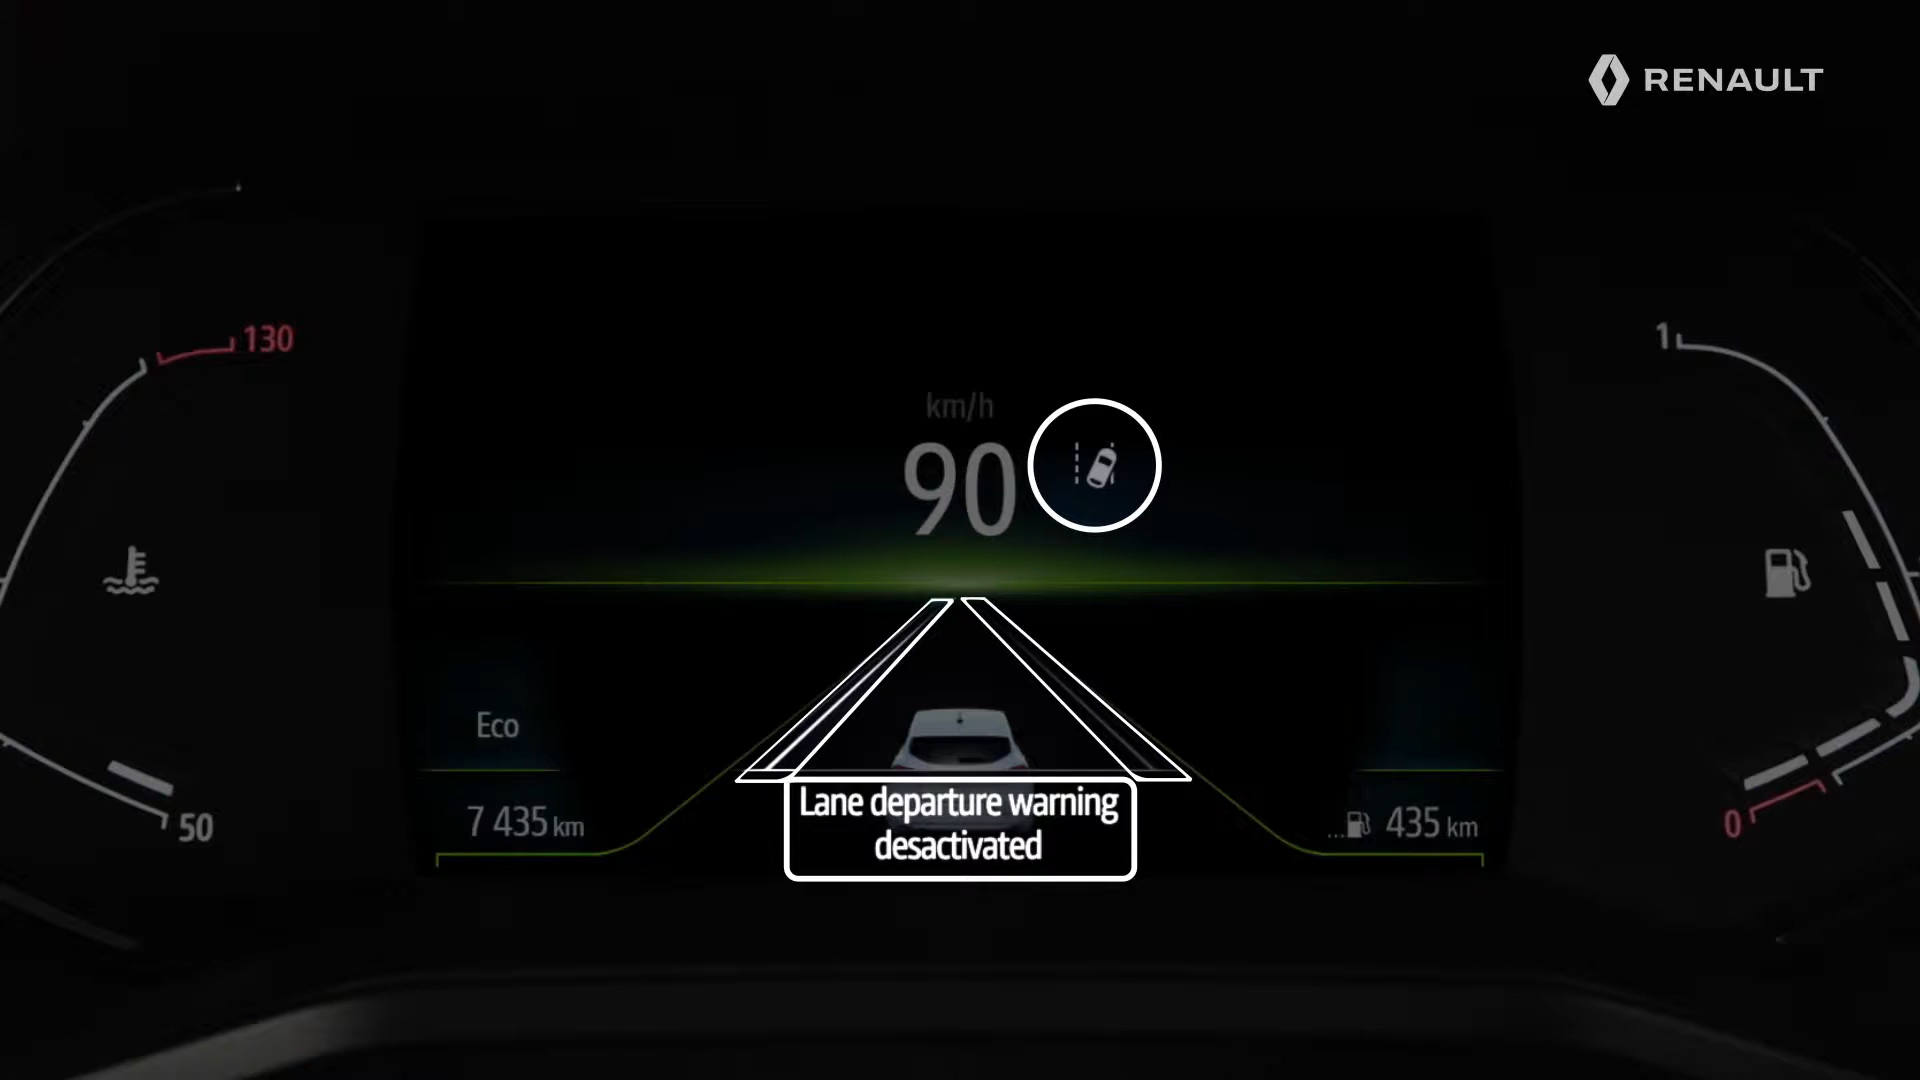 RENAULT
130
1
km/h
90
Eco
7 435 km
... 435 km
50
0
Lane departure warning
desactivated